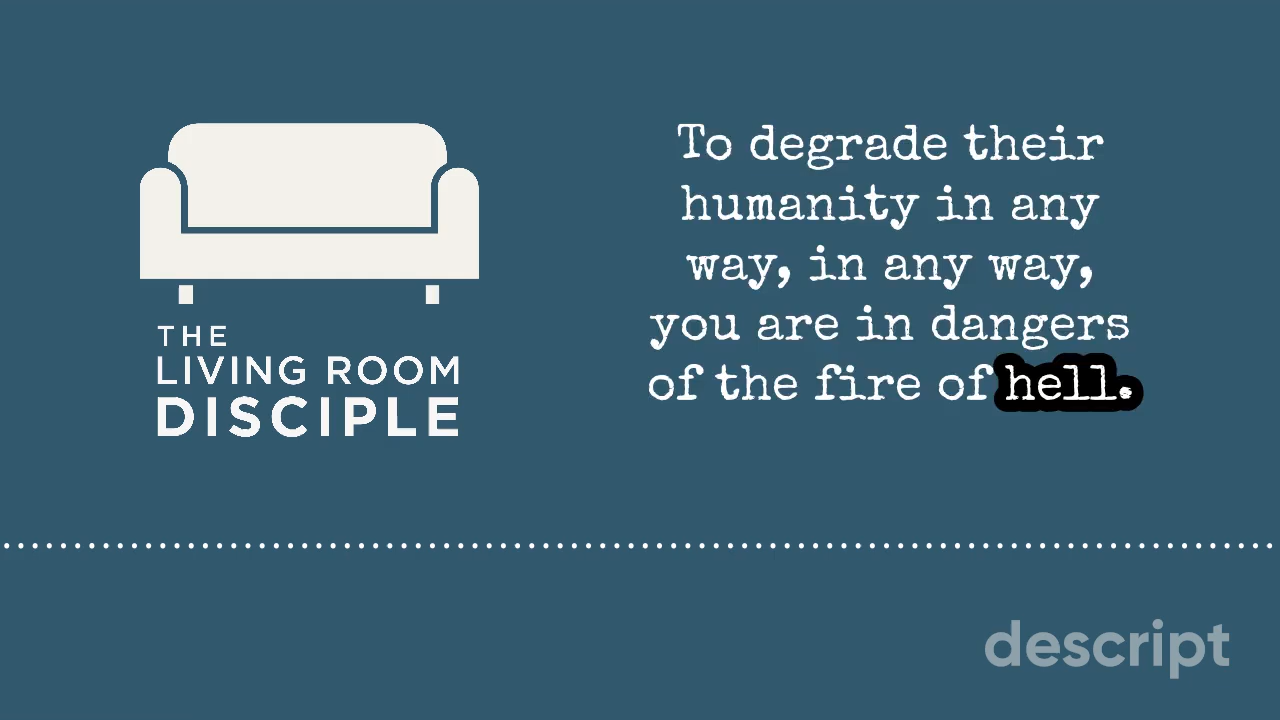 THE
LIVING ROOM
DISCIPLE
To degrade their
humanity in any
way, in any way,
you are in dangers
of the fire of hell.
descript